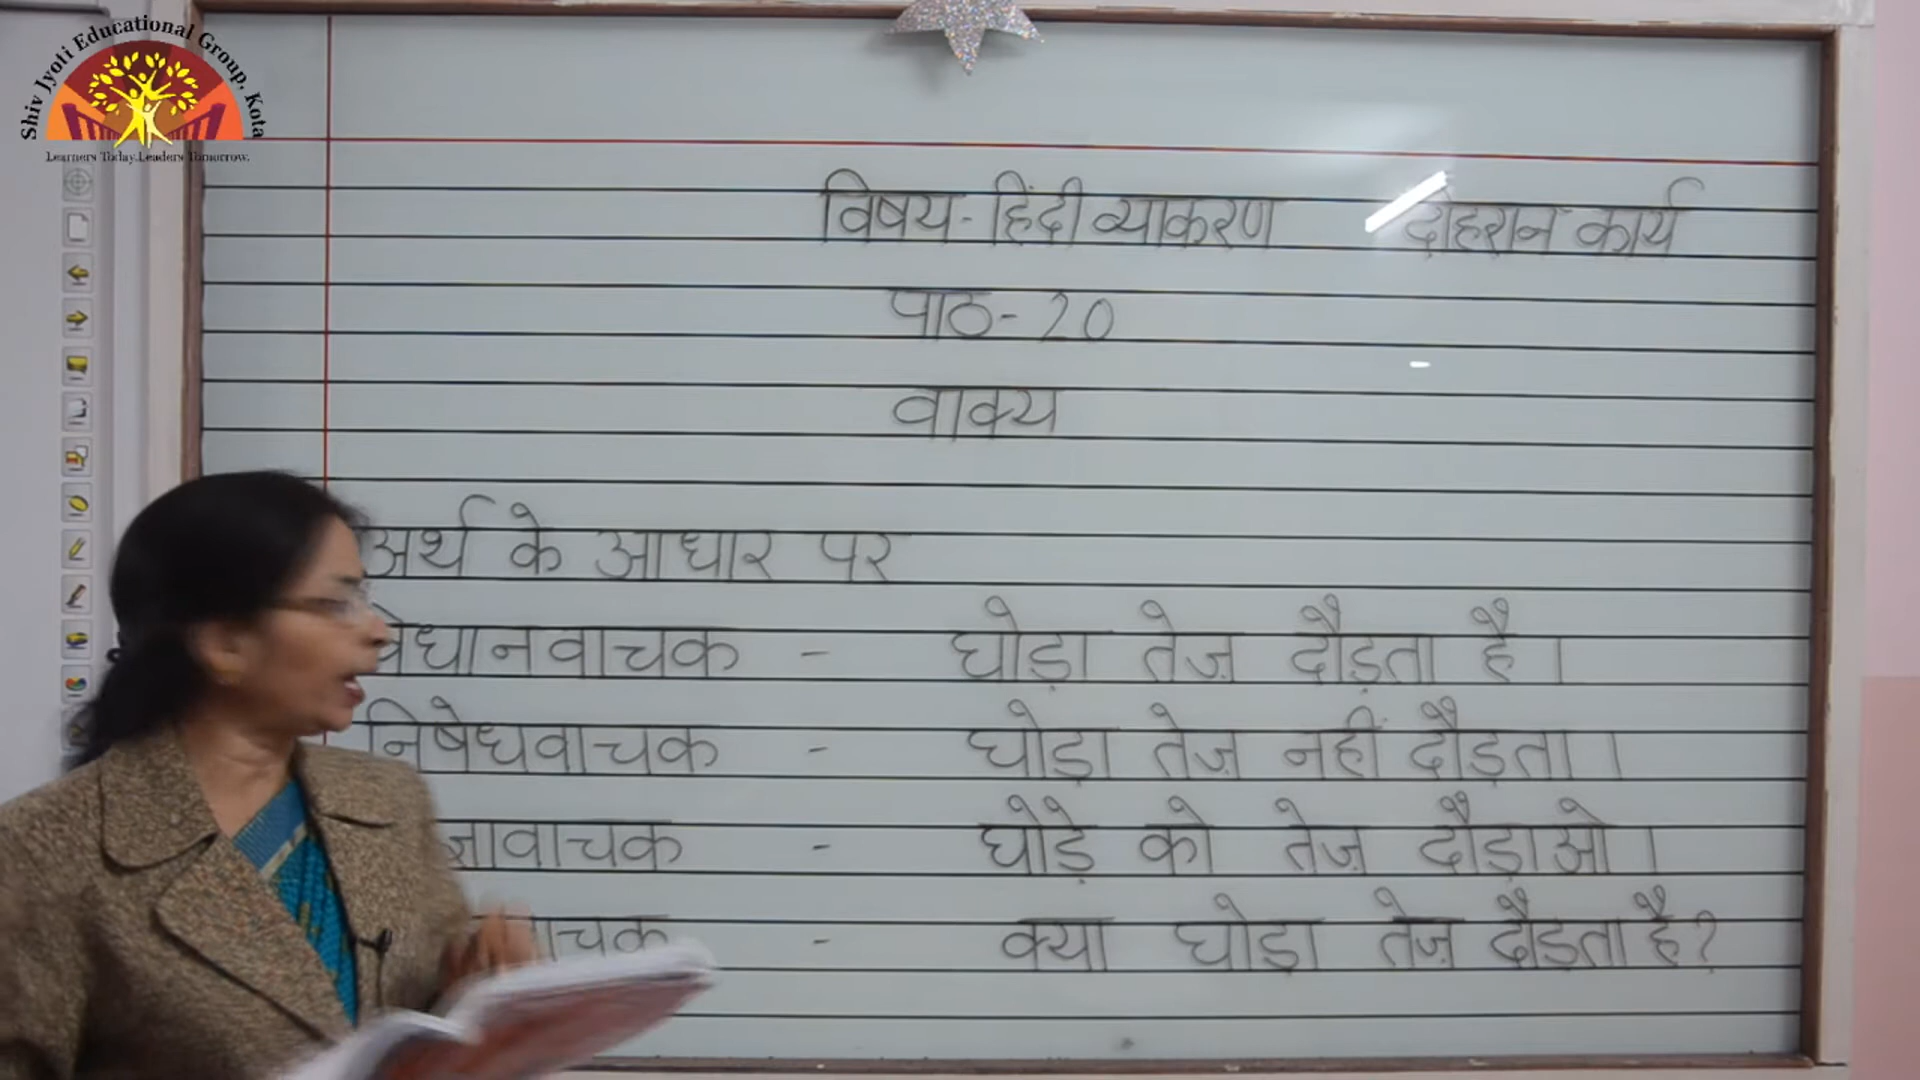 Shiv Jyoti Educational Group, Kota
Learners Today.Leaders Tomorrow.
विषय - हिंदी व्याकरण दोहरान कार्य
पाठ - 20
वाक्य
अर्थ के आधार पर
विधानवाचक - घोड़ा तेज़ दौड़ता है।
निषेधवाचक - घोड़ा तेज़ नहीं दौड़ता।
ज्ञावाचक - घोड़े को तेज़ दौड़ाओ।
वाचक - क्या घोड़ा तेज़ दौड़ता है?